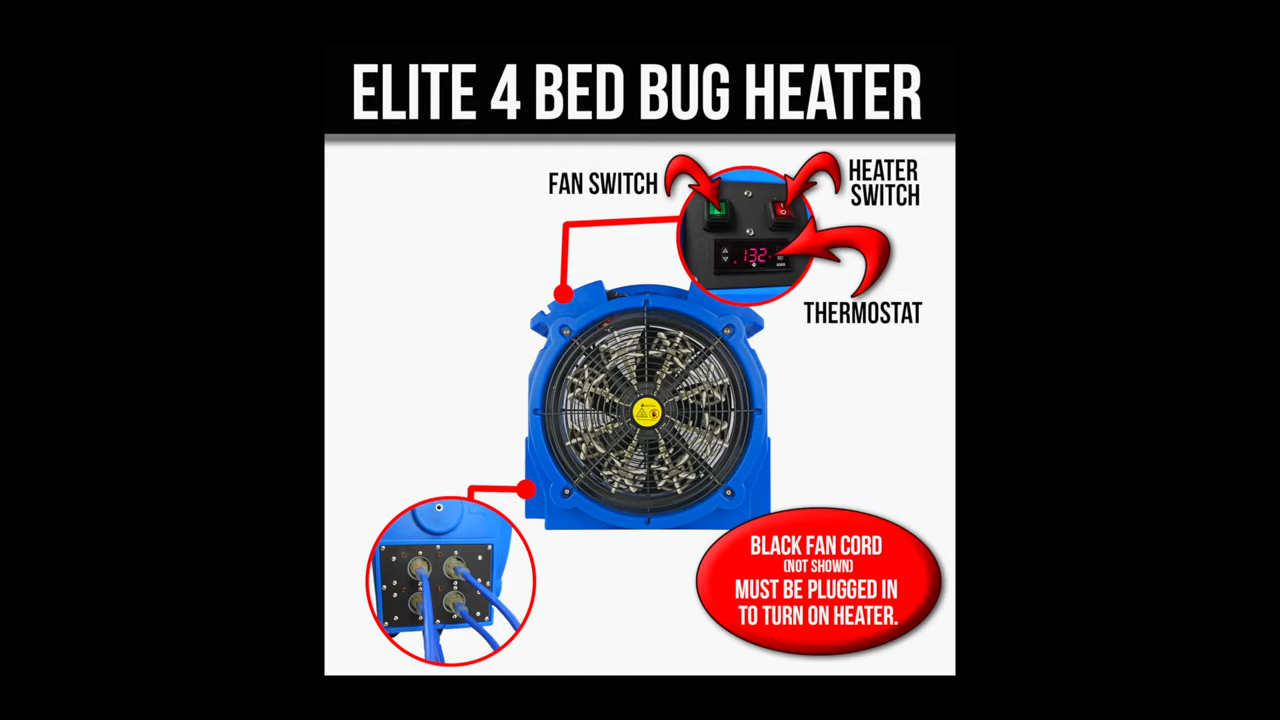 ELITE 4 BED BUG HEATER
FAN SWITCH
HEATER
SWITCH
132
THERMOSTAT
BLACK FAN CORD
(NOT SHOWN)
MUST BE PLUGGED IN
TO TURN ON HEATER.